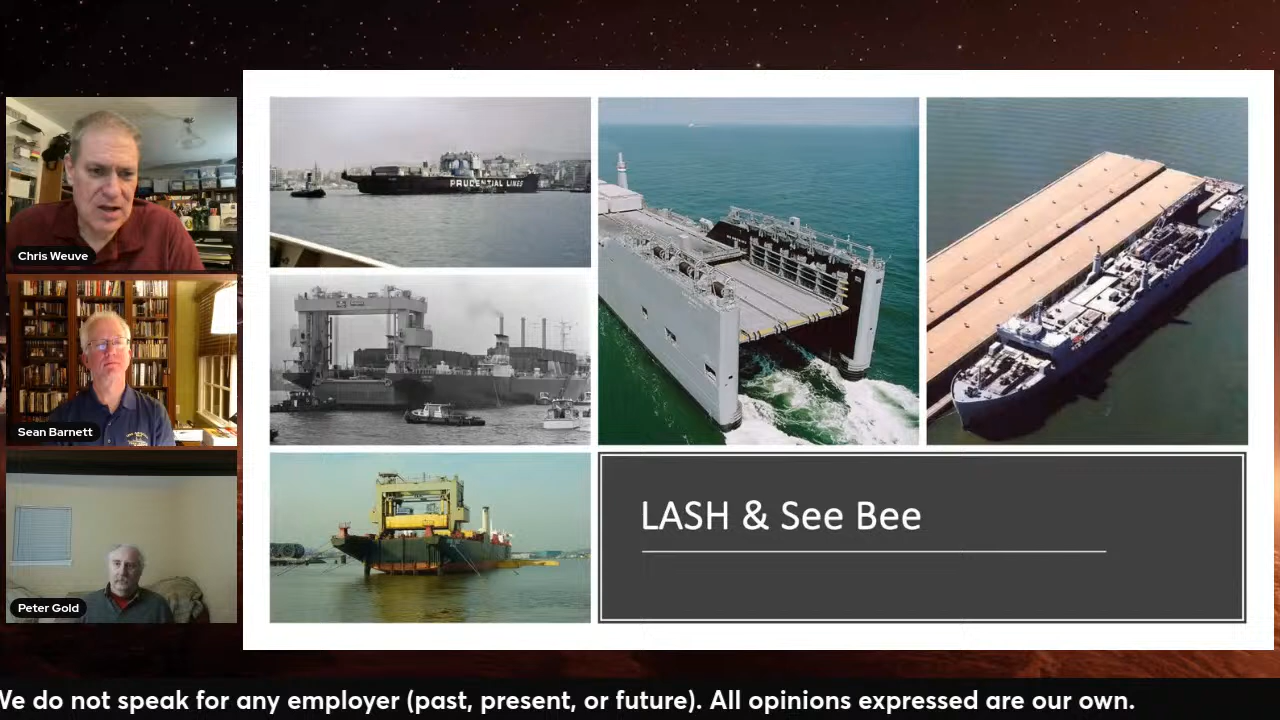 Chris Weuve
Sean Barnett
Peter Gold
PRUDENTIAL LINES
LASH & See Bee
We do not speak for any employer (past, present, or future). All opinions expressed are our own.